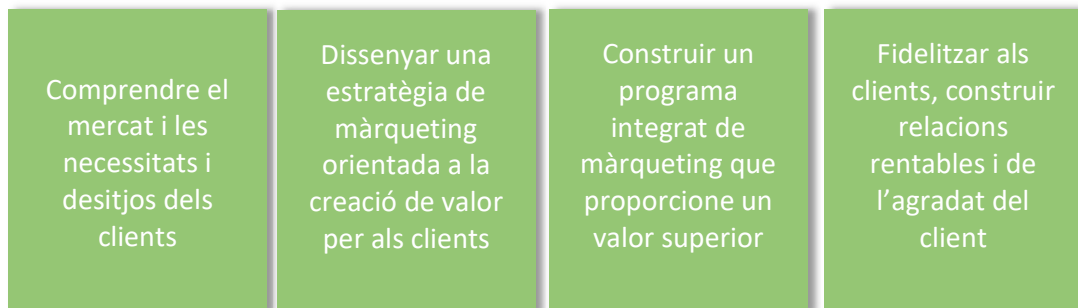 Comprendre el
mercat i les
necessitats i
desitjos dels
clients
Dissenyar una
estratègia de
màrqueting
orientada a la
creació de valor
per als clients
Construir un
programa
integrat de
màrqueting que
proporcione un
valor superior
Fidelitzar als
clients, construir
relacions
rentables i de
l’agradat del
client